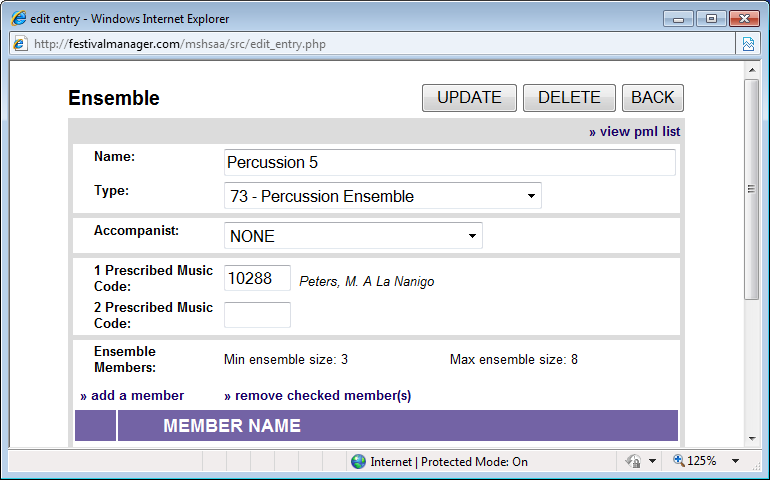 edit entry - Windows Internet Explorer
http://festivalmanager.com/mshsaa/src/edit_entry.php
Ensemble UPDATE DELETE BACK
» view pml list
Name: Percussion 5
Type: 73 - Percussion Ensemble
Accompanist: NONE
1 Prescribed Music
Code: 10288 Peters, M. A La Nanigo
2 Prescribed Music
Code:
Ensemble
Members: Min ensemble size: 3 Max ensemble size: 8
» add a member » remove checked member(s)
MEMBER NAME
Internet | Protected Mode: On 125%